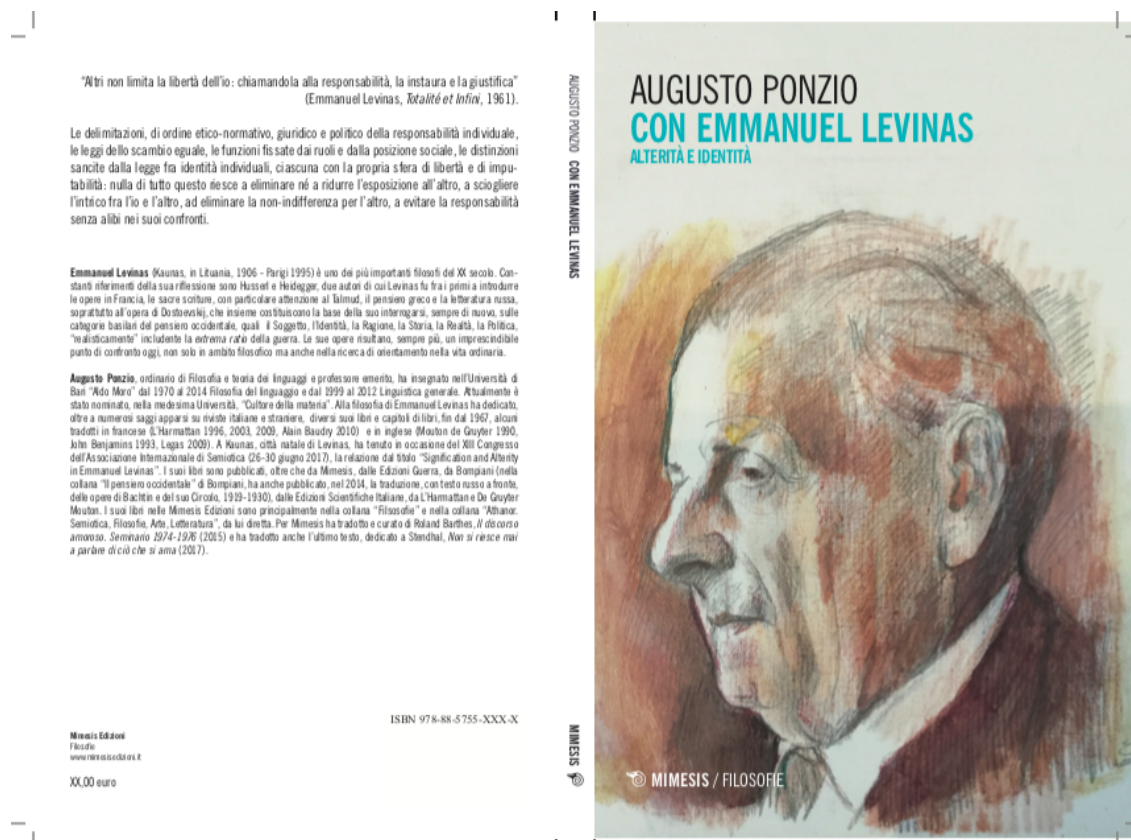 “Altri non limita la libertà dell’io: chiamandola alla responsabilità, la instaura e la giustifica”
(Emmanuel Levinas, Totalité et Infini, 1961).
Le delimitazioni, di ordine etico-normativo, giuridico e politico della responsabilità individuale,
le leggi dello scambio eguale, le funzioni fissate dai ruoli e dalla posizione sociale, le distinzioni
sancite dalla legge fra identità individuali, ciascuna con la propria sfera di libertà e di impu-
tabilità: nulla di tutto questo riesce a eliminare né a ridurre l’esposizione all’altro, a sciogliere
l’intrico fra l’io e l’altro, ad eliminare la non-indifferenza per l’altro, a evitare la responsabilità
senza alibi nei suoi confronti.
Emmanuel Levinas (Kaunas, in Lituania, 1906 - Parigi 1995) è uno dei più importanti filosofi del XX secolo. Con-
stanti riferimenti della sua riflessione sono Husserl e Heidegger, due autori di cui Levinas fu fra i primi a introdurre
le opere in Francia, le sacre scritture, con particolare attenzione al Talmud, il pensiero greco e la letteratura russa,
soprattutto all’opera di Dostoevskij, che insieme costituiscono la base della suo interrogarsi, sempre di nuovo, sulle
categorie basilari del pensiero occidentale, quali il Soggetto, l’Identità, la Ragione, la Storia, la Realtà, la Politica,
“realisticamente” includente la extrema ratio della guerra. Le sue opere risultano, sempre più, un imprescindibile
punto di confronto oggi, non solo in ambito filosofico ma anche nella ricerca di orientamento nella vita ordinaria.
Augusto Ponzio, ordinario di Filosofia e teoria dei linguaggi e professore emerito, ha insegnato nell’Università di
Bari “Aldo Moro” dal 1970 al 2014 Filosofia del linguaggio e dal 1999 al 2012 Linguistica generale. Attualmente è
stato nominato, nella medesima Università, “Cultore della materia”. Alla filosofia di Emmanuel Levinas ha dedicato,
oltre a numerosi saggi apparsi su riviste italiane e straniere, diversi suoi libri e capitoli di libri, fin dal 1967, alcuni
tradotti in francese (L’Harmattan 1996, 2003, 2009, Alain Baudry 2010) e in inglese (Mouton de Gruyter 1990,
John Benjamins 1993, Legas 2009). A Kaunas, città natale di Levinas, ha tenuto in occasione del XIII Congresso
dell’Associazione Internazionale di Semiotica (26-30 giugno 2017), la relazione dal titolo “Signification and Alterity
in Emmanuel Levinas”. I suoi libri sono pubblicati, oltre che da Mimesis, dalle Edizioni Guerra, da Bompiani (nella
collana “Il pensiero occidentale” di Bompiani, ha anche pubblicato, nel 2014, la traduzione, con testo russo a fronte,
delle opere di Bachtin e del suo Circolo, 1919-1930), dalle Edizioni Scientifiche Italiane, da L’Harmattan e De Gruyter
Mouton. I suoi libri nelle Mimesis Edizioni sono principalmente nella collana “Filsosofie” e nella collana “Athanor.
Semiotica, Filosofie, Arte, Letteratura”, da lui diretta. Per Mimesis ha tradotto e curato di Roland Barthes, Il discorso
amoroso. Seminario 1974-1976 (2015) e ha tradotto anche l’ultimo testo, dedicato a Stendhal, Non si riesce mai
a parlare di ciò che si ama (2017).
ISBN 978-88-5755-XXX-X
Mimesis Edizioni
Filosofie
www.mimesisedizioni.it
XX,00 euro
AUGUSTO PONZIO CON EMMANUEL LEVINAS
MIMESIS
AUGUSTO PONZIO
CON EMMANUEL LEVINAS
ALTERITÀ E IDENTITÀ
MIMESIS / FILOSOFIE